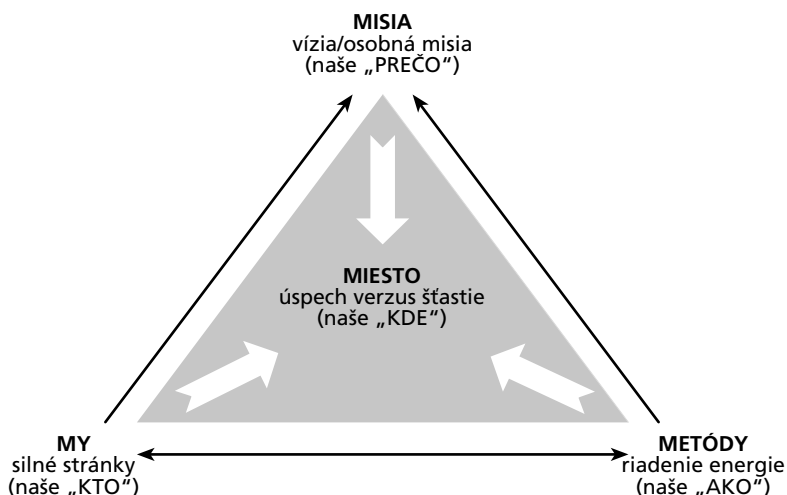 MISIA
vízia/osobná misia
(naše „PREČO“)
MIESTO
úspech verzus šťastie
(naše „KDE“)
MY
silné stránky
(naše „KTO“)
METÓDY
riadenie energie
(naše „AKO“)